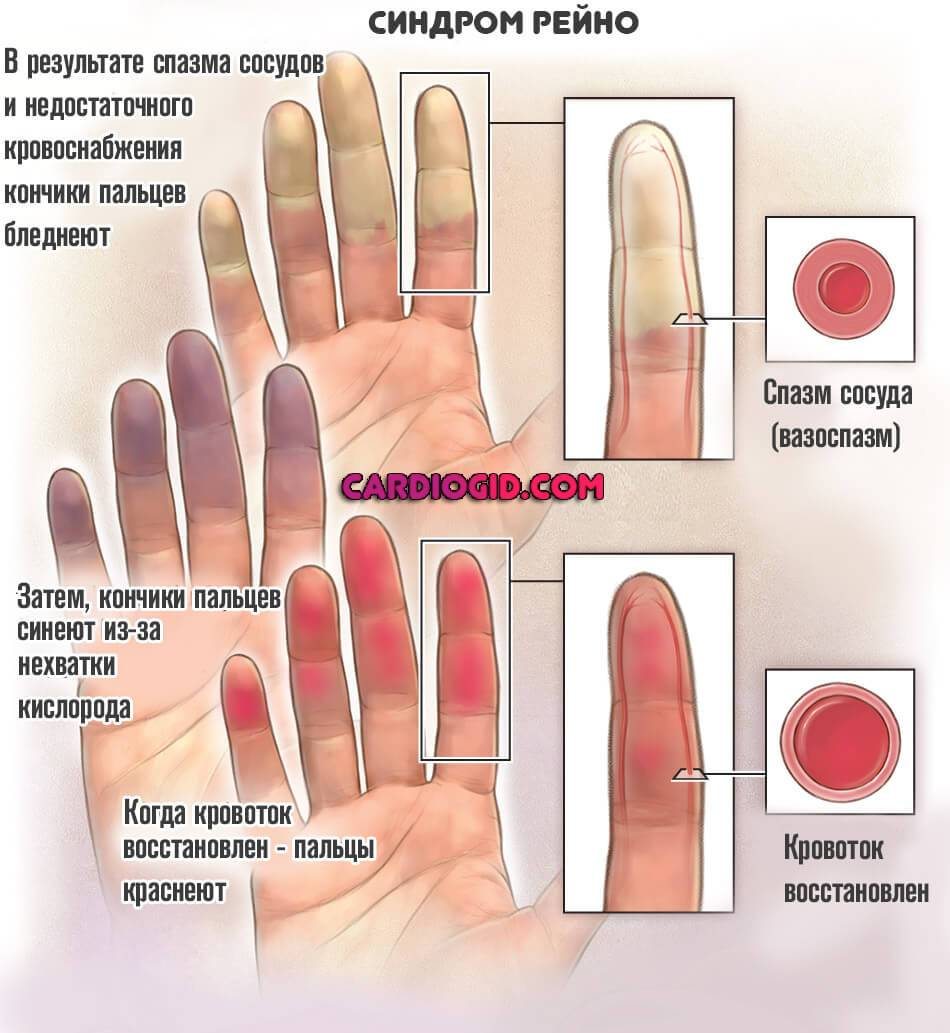 СИНДРОМ РЕЙНО
В результате спазма сосудов
и недостаточного
кровоснабжения
кончики пальцев
бледнеют
Спазм сосуда
(вазоспазм)
CARDIOGID.COM
Затем, кончики пальцев
синеют из-за
нехватки
кислорода
Когда кровоток
восстановлен - пальцы
краснеют
Кровоток
восстановлен